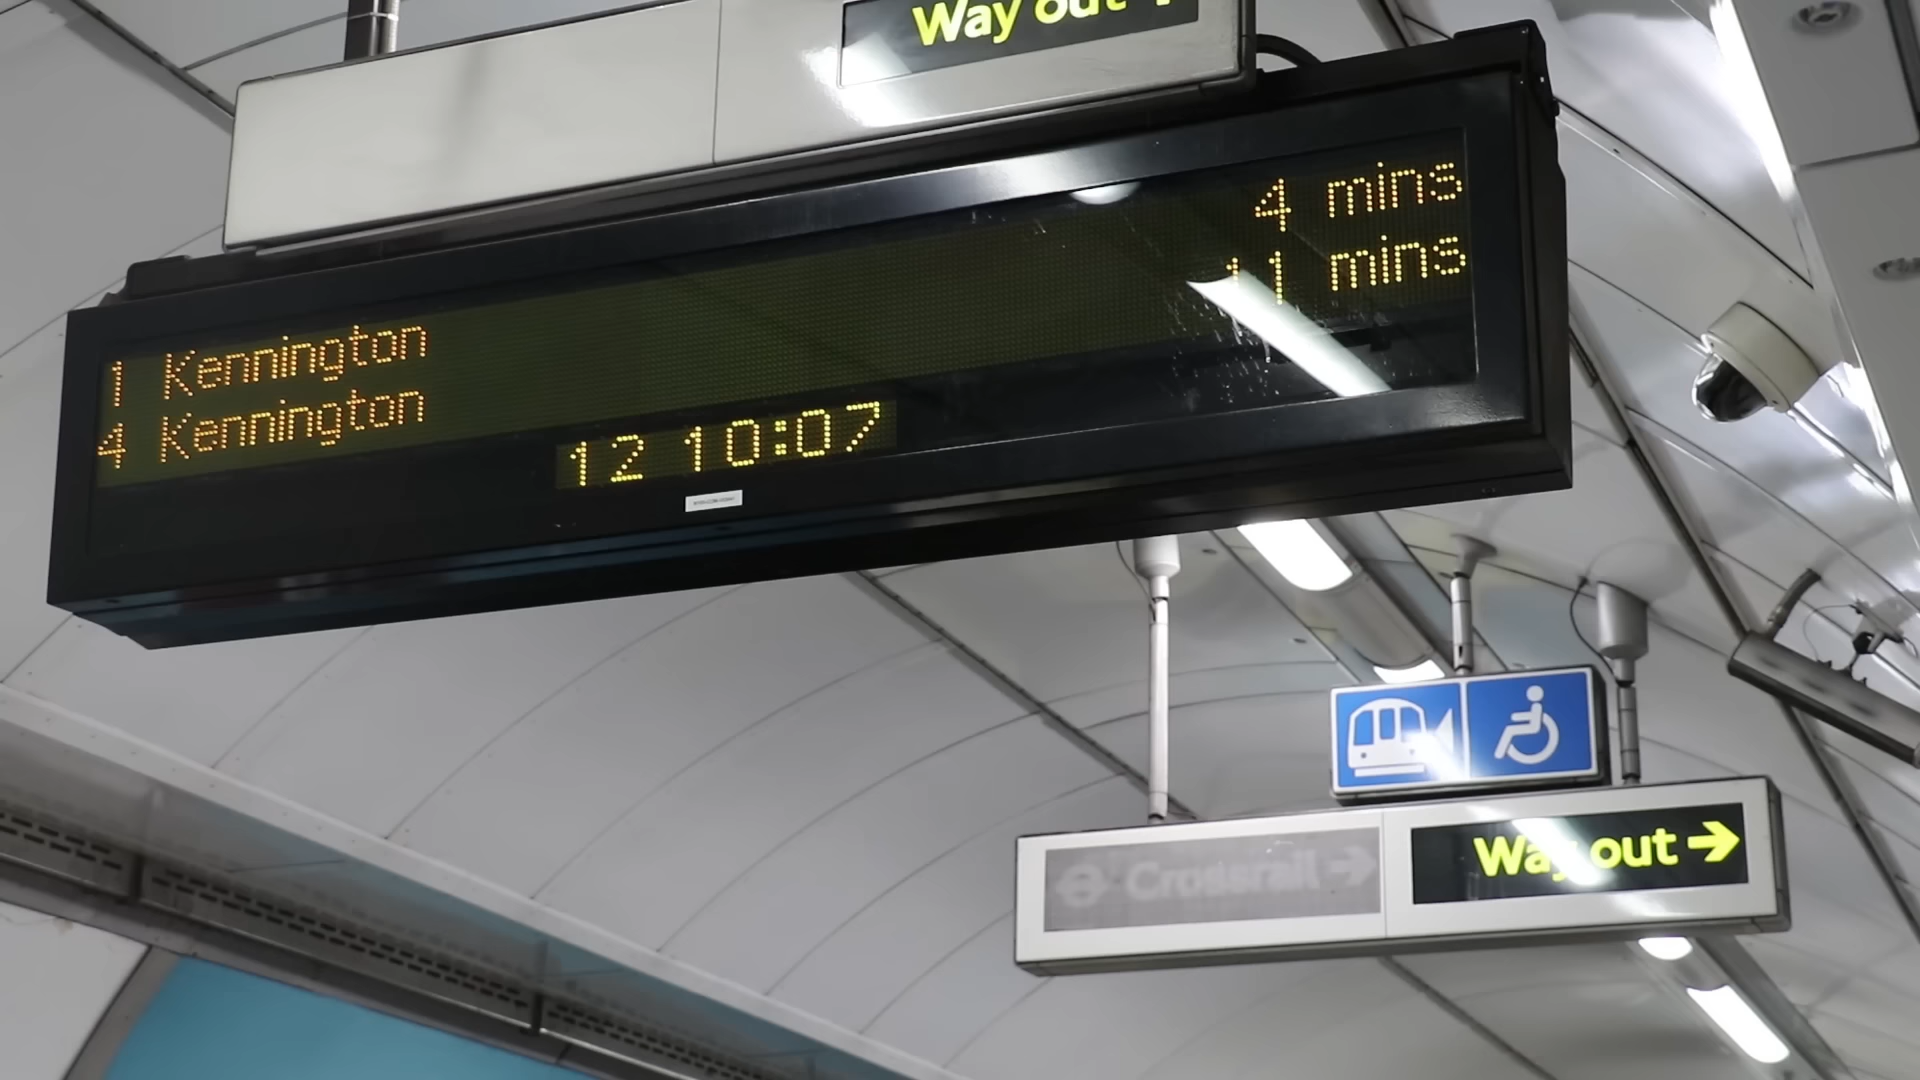 Way out
1 Kennington 4 mins
4 Kennington 11 mins
12 10:07
Crossrail →
Way out →